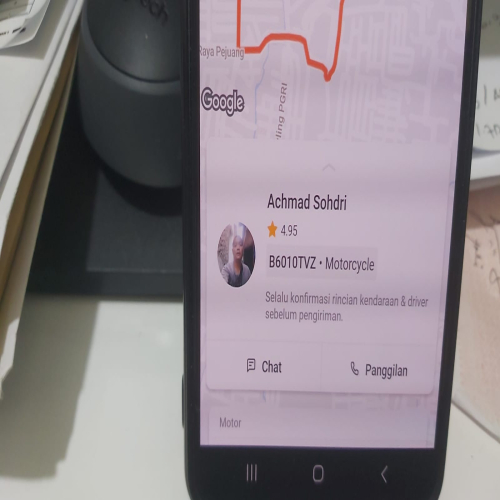 Raya Pejuang
ling PGRI
Google
Achmad Sohdri
4.95
B6010TVZ • Motorcycle
Selalu konfirmasi rincian kendaraan & driver
sebelum pengiriman.
Chat
Panggilan
Motor